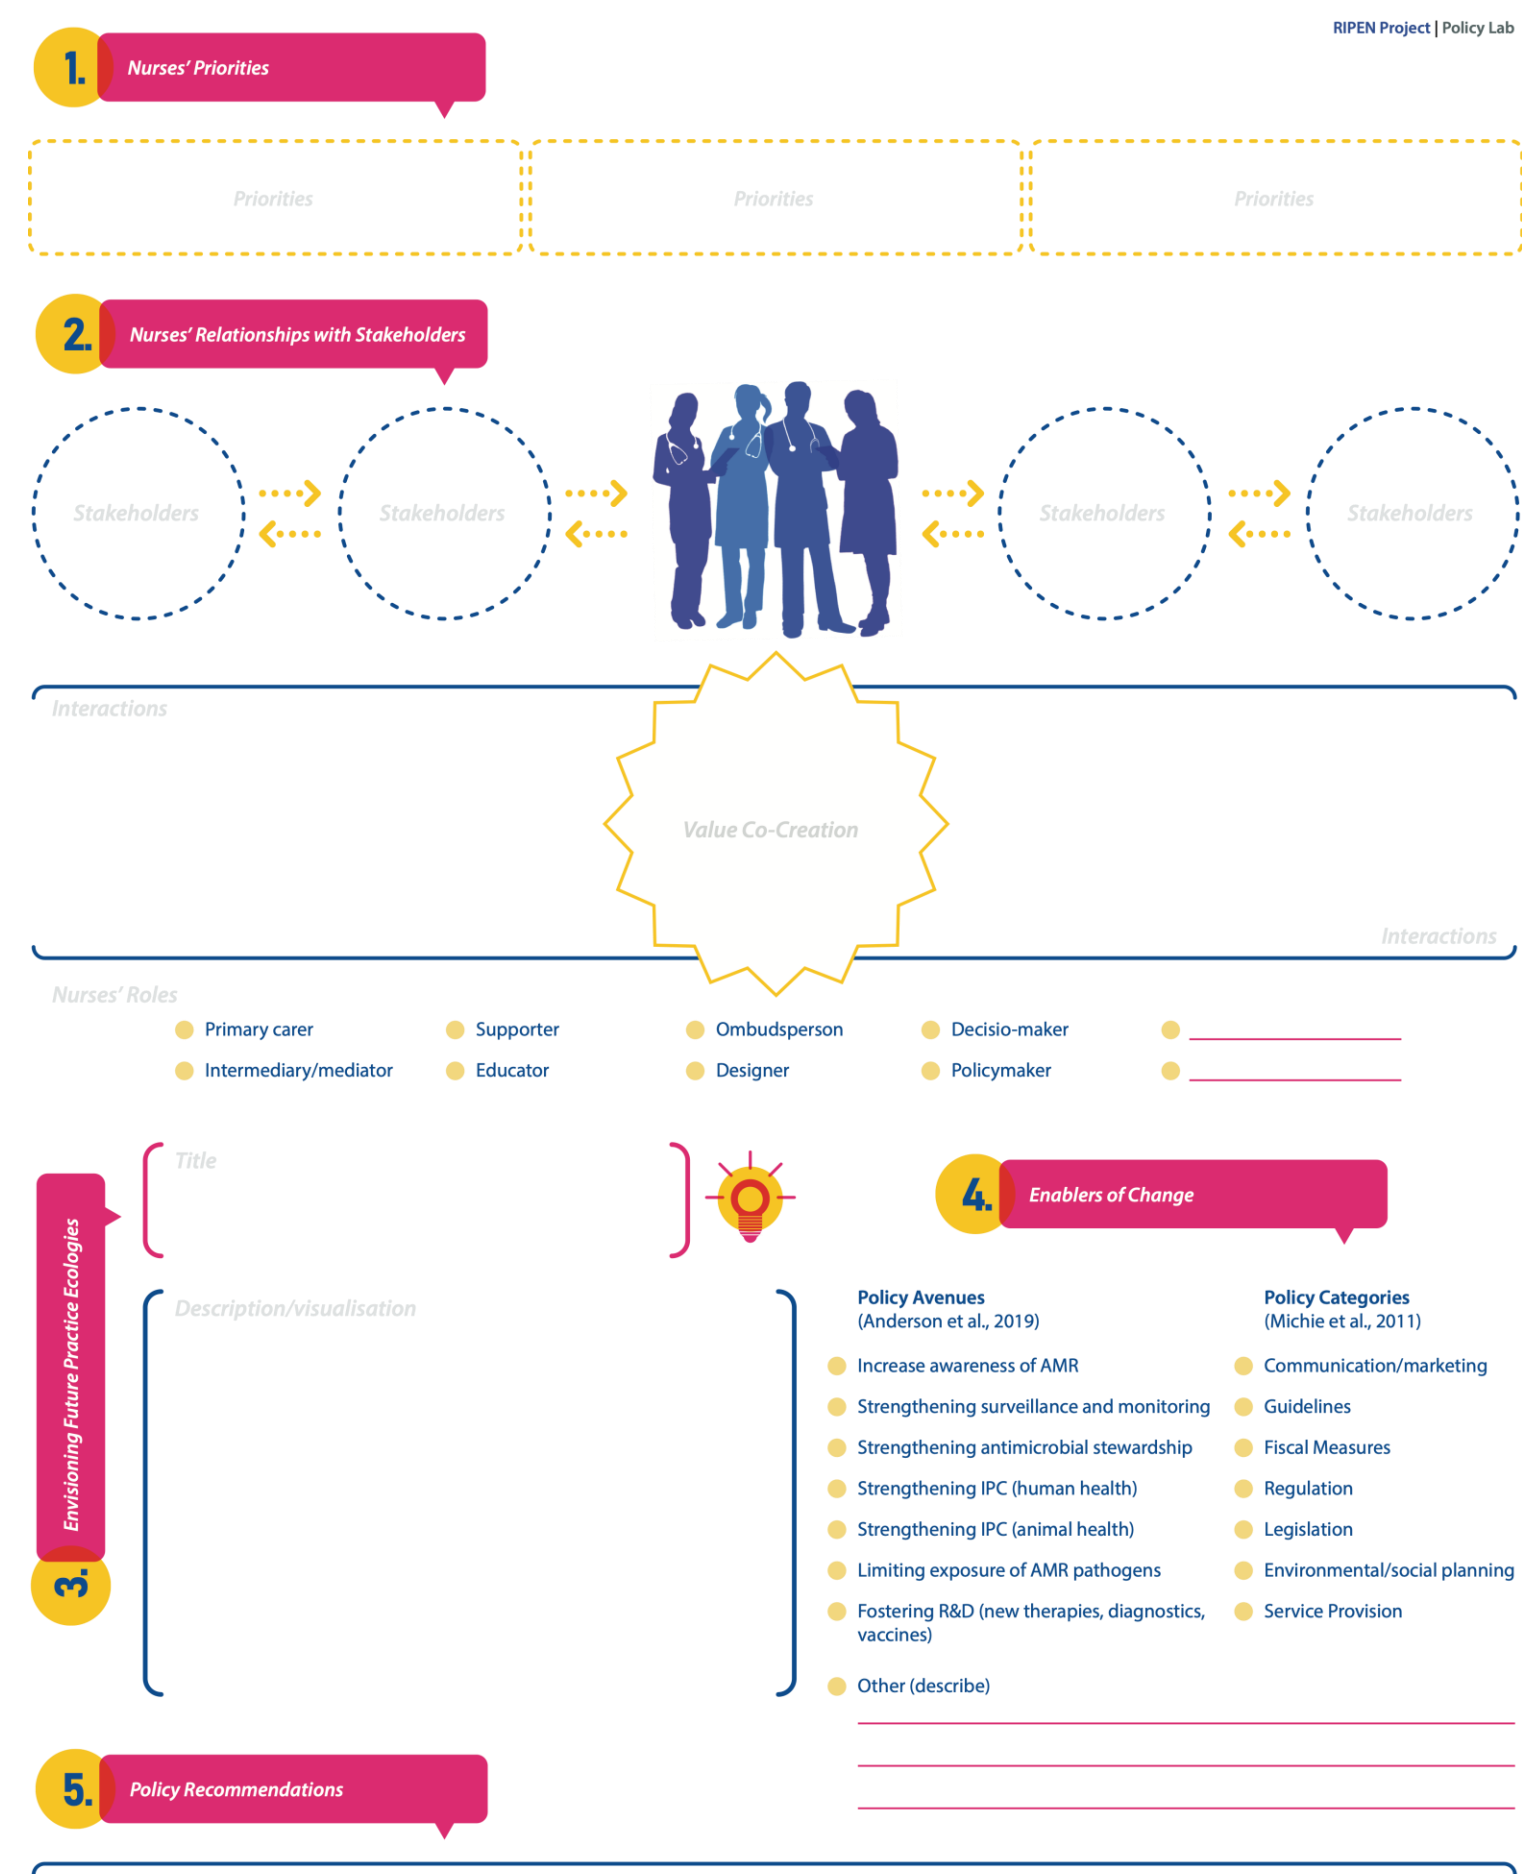 RIPEN Project | Policy Lab
1.
Nurses’ Priorities
Priorities
Priorities
Priorities
2.
Nurses’ Relationships with Stakeholders
Stakeholders
Stakeholders
Stakeholders
Stakeholders
Interactions
Value Co-Creation
Interactions
Nurses’ Roles
Primary carer
Supporter
Ombudsperson
Decisio-maker
Intermediary/mediator
Educator
Designer
Policymaker
3.
Envisioning Future Practice Ecologies
Title
Description/visualisation
4.
Enablers of Change
Policy Avenues
(Anderson et al., 2019)
Increase awareness of AMR
Strengthening surveillance and monitoring
Strengthening antimicrobial stewardship
Strengthening IPC (human health)
Strengthening IPC (animal health)
Limiting exposure of AMR pathogens
Fostering R&D (new therapies, diagnostics,
vaccines)
Other (describe)
Policy Categories
(Michie et al., 2011)
Communication/marketing
Guidelines
Fiscal Measures
Regulation
Legislation
Environmental/social planning
Service Provision
5.
Policy Recommendations